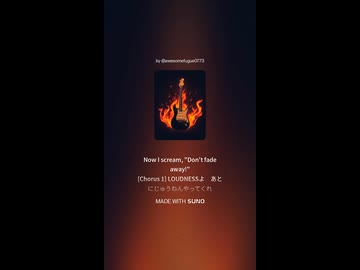 by @awesomefugue0773
Now I scream, "Don't fade
away!"
[Chorus 1] LOUDNESSよ　あと
にじゅうねんやってくれ
MADE WITH SUNO